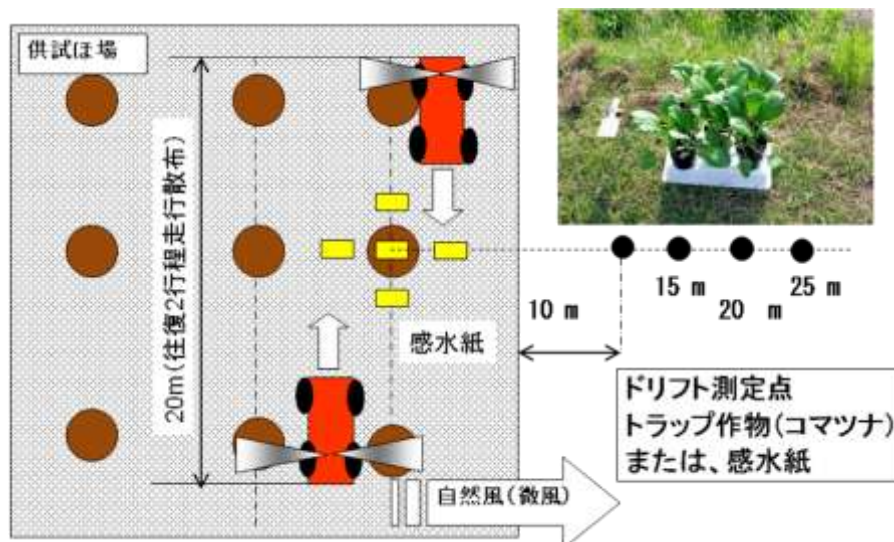 供試ほ場
20m(往復2行程走行散布)
感水紙
10 m
15 m
20 m
25 m
ドリフト測定点
トラップ作物(コマツナ)
または、感水紙
自然風(微風)